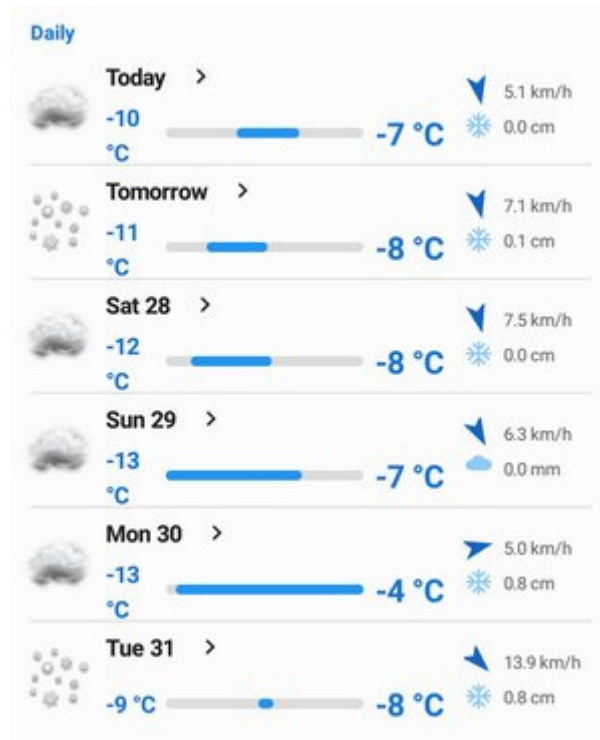 Daily
Today >
5.1 km/h
-10
°C
-7 °C
0.0 cm
Tomorrow >
7.1 km/h
-11
°C
-8 °C
0.1 cm
Sat 28 >
7.5 km/h
-12
°C
-8 °C
0.0 cm
Sun 29 >
6.3 km/h
-13
°C
-7 °C
0.0 mm
Mon 30 >
5.0 km/h
-13
°C
-4 °C
0.8 cm
Tue 31 >
13.9 km/h
-9 °C
-8 °C
0.8 cm